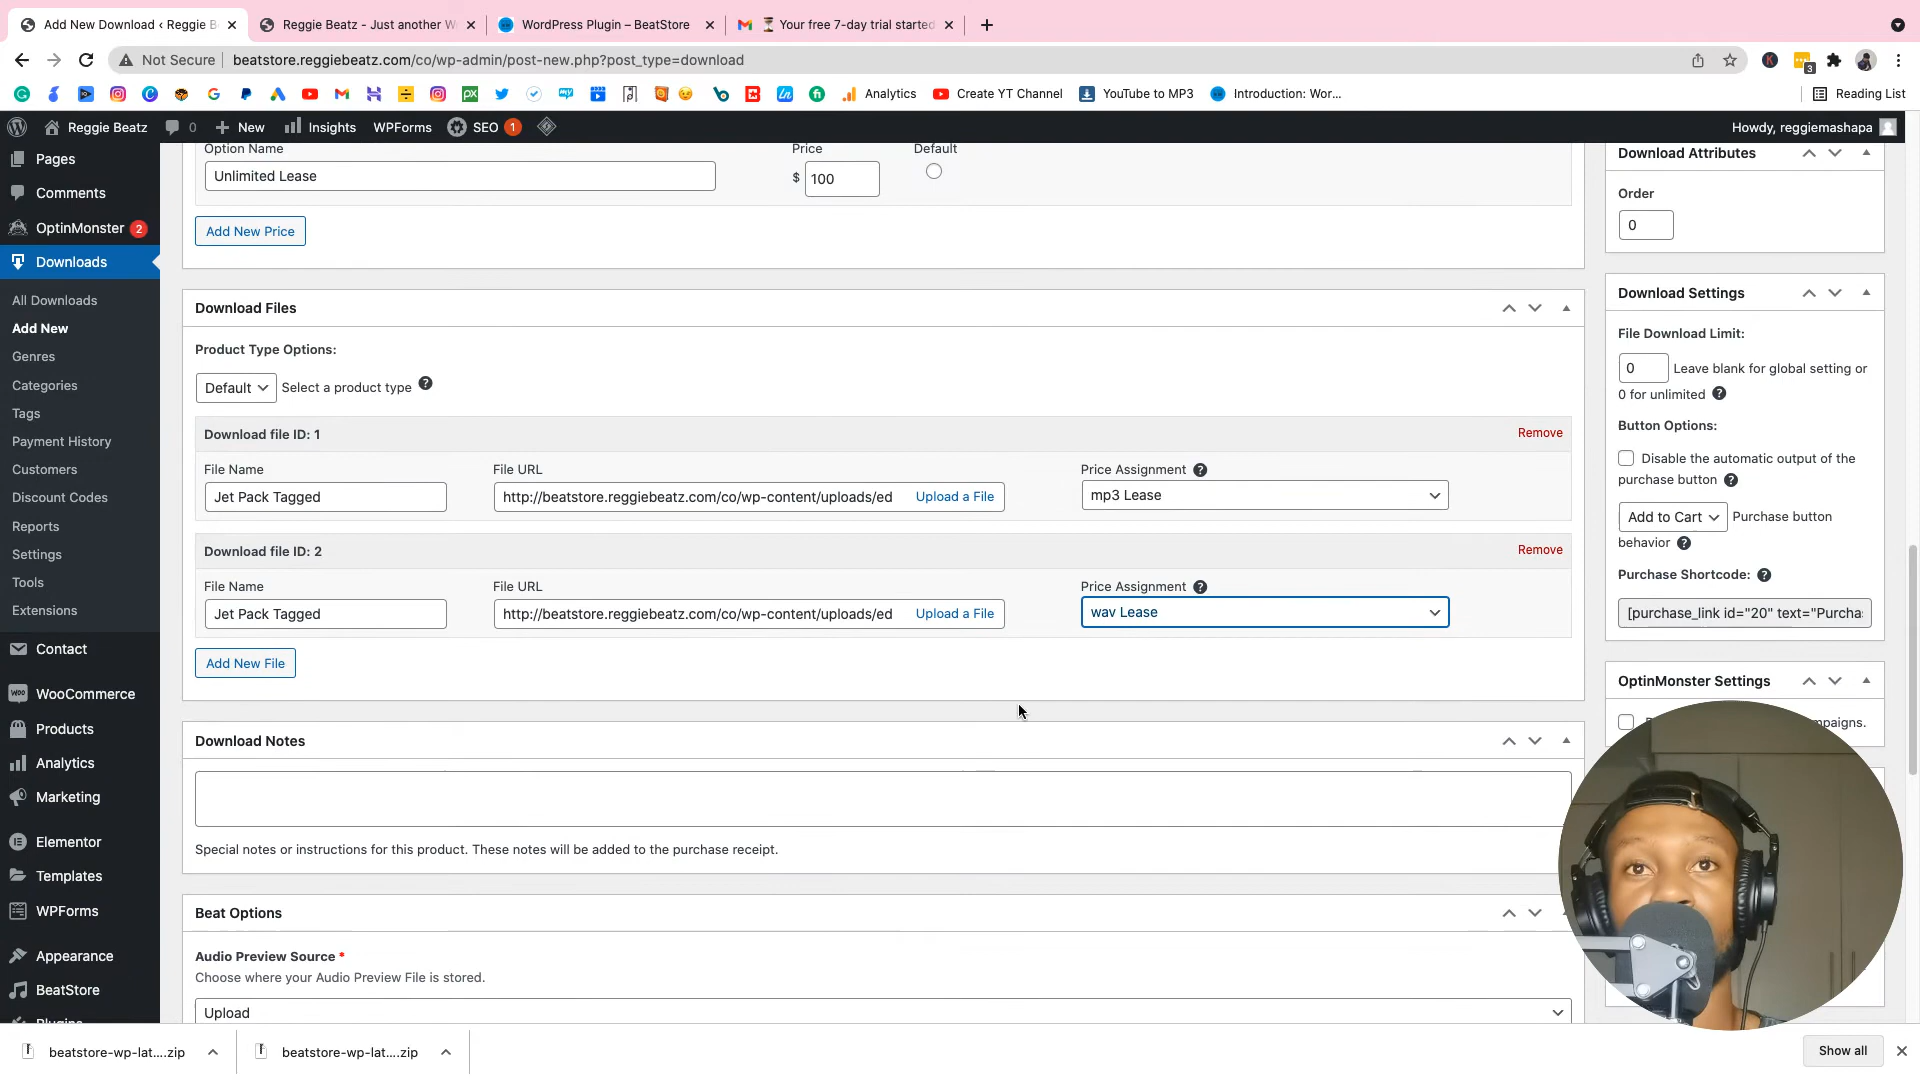 Add New Download ‹ Reggie B
Reggie Beatz - Just another W
WordPress Plugin – BeatStore
Your free 7-day trial started
Not Secure
beatstore.reggiebeatz.com/co/wp-admin/post-new.php?post_type=download
3
Analytics
Create YT Channel
YouTube to MP3
Introduction: Wor...
Reading List
Reggie Beatz
0
New
Insights
WPForms
SEO
1
Howdy, reggiemashapa
Pages
Comments
OptinMonster
2
Downloads
All Downloads
Add New
Genres
Categories
Tags
Payment History
Customers
Discount Codes
Reports
Settings
Tools
Extensions
Contact
WooCommerce
Products
Analytics
Marketing
Elementor
Templates
WPForms
Appearance
BeatStore
Plugins
Option Name
Price
Default
Unlimited Lease
$
100
Add New Price
Download Files
Product Type Options:
Default
Select a product type
Download file ID: 1
Remove
File Name
File URL
Price Assignment
Jet Pack Tagged
http://beatstore.reggiebeatz.com/co/wp-content/uploads/ed
Upload a File
mp3 Lease
Download file ID: 2
Remove
File Name
File URL
Price Assignment
Jet Pack Tagged
http://beatstore.reggiebeatz.com/co/wp-content/uploads/ed
Upload a File
wav Lease
Add New File
Download Notes
Special notes or instructions for this product. These notes will be added to the purchase receipt.
Beat Options
Audio Preview Source *
Choose where your Audio Preview File is stored.
Upload
Download Attributes
Order
0
Download Settings
File Download Limit:
0
Leave blank for global setting or
0 for unlimited
Button Options:
Disable the automatic output of the
purchase button
Add to Cart
Purchase button
behavior
Purchase Shortcode:
[purchase_link id="20" text="Purcha
OptinMonster Settings
mpaigns.
beatstore-wp-lat....zip
beatstore-wp-lat....zip
Show all